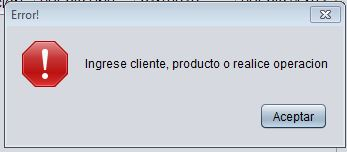 Error!
Ingrese cliente, producto o realice operacion
Aceptar